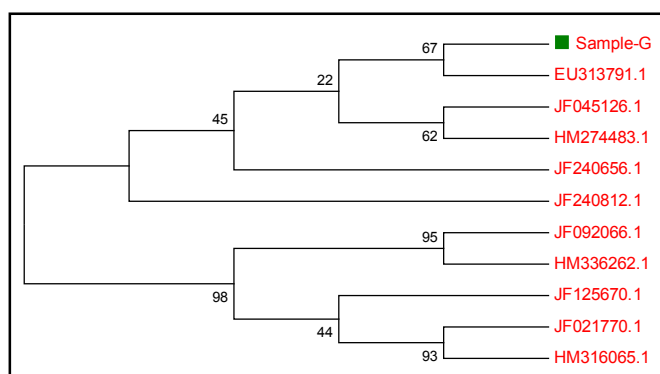 Sample-G
67
EU313791.1
22
JF045126.1
45
62
HM274483.1
JF240656.1
JF240812.1
JF092066.1
95
HM336262.1
98
JF125670.1
44
JF021770.1
93
HM316065.1